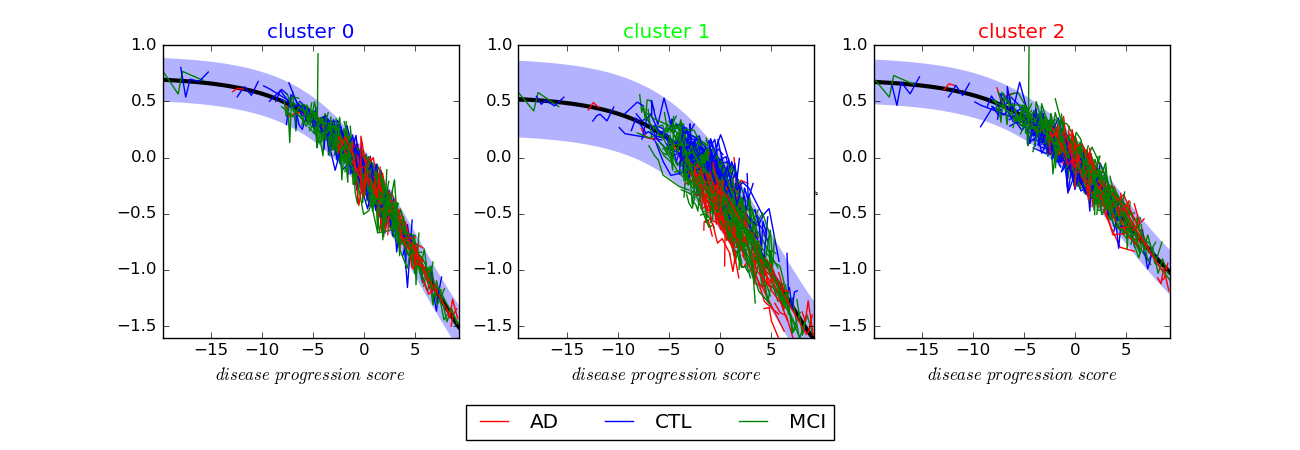 cluster 0 cluster 1 cluster 2
1.0 1.0 1.0
0.5 0.5 0.5
0.0 0.0 0.0
−0.5 −0.5 −0.5
−1.0 −1.0 −1.0
−1.5 −1.5 −1.5
−15 −10 −5 0 5 −15 −10 −5 0 5 −15 −10 −5 0 5
disease progression score disease progression score disease progression score
AD CTL MCI